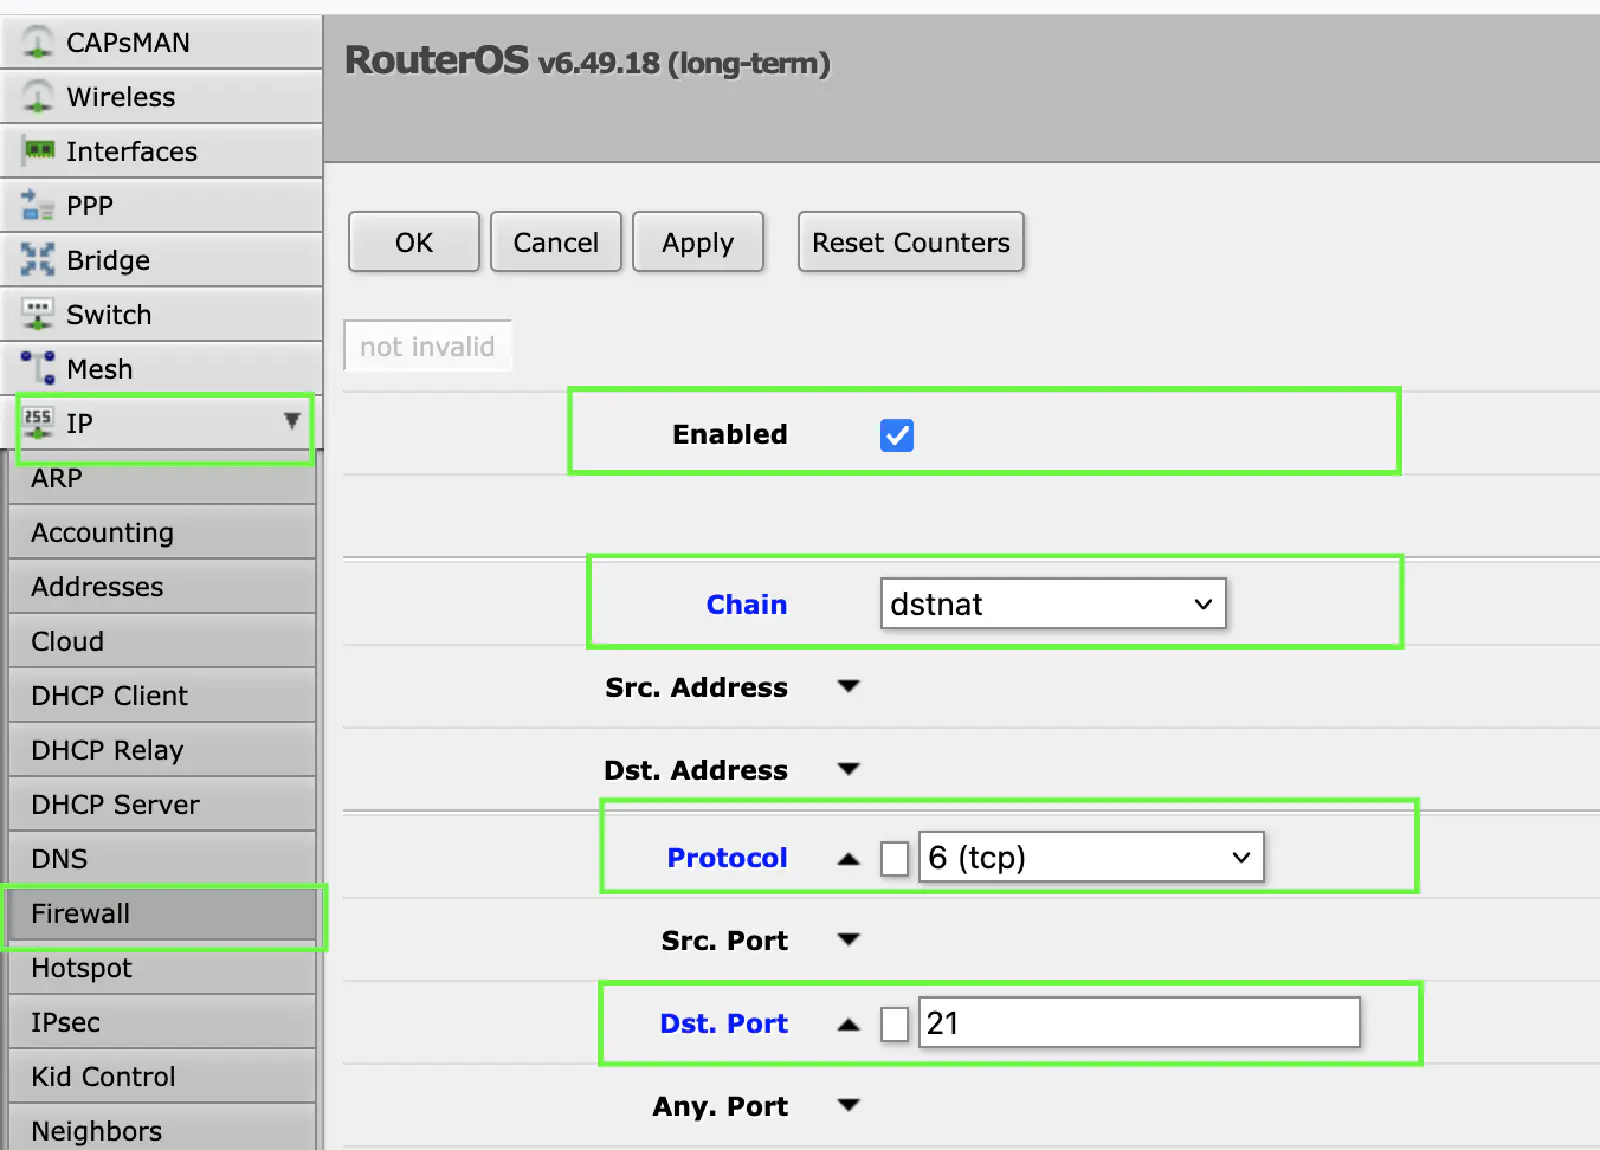 CAPsMAN
Wireless
Interfaces
PPP
Bridge
Switch
Mesh
255 IP
ARP
Accounting
Addresses
Cloud
DHCP Client
DHCP Relay
DHCP Server
DNS
Firewall
Hotspot
IPsec
Kid Control
Neighbors
RouterOS v6.49.18 (long-term)
OK Cancel Apply Reset Counters
not invalid
Enabled
Chain dstnat
Src. Address
Dst. Address
Protocol 6 (tcp)
Src. Port
Dst. Port 21
Any. Port